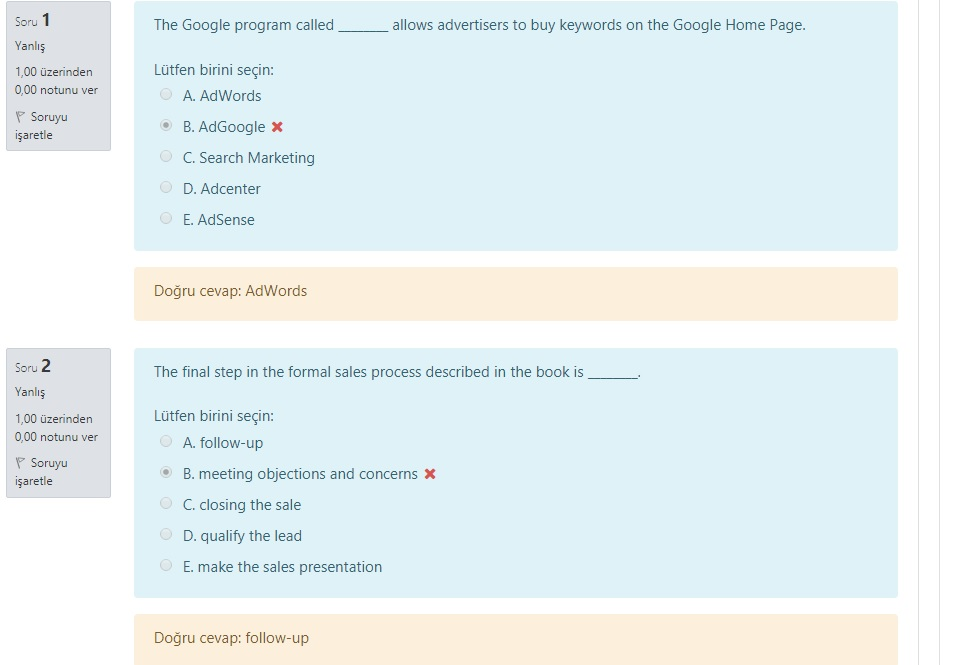 Soru 1
Yanlış
1,00 üzerinden
0,00 notunu ver
Soruyu
işaretle
The Google program called _______ allows advertisers to buy keywords on the Google Home Page.
Lütfen birini seçin:
A. AdWords
B. AdGoogle
C. Search Marketing
D. Adcenter
E. AdSense
Doğru cevap: AdWords
Soru 2
Yanlış
1,00 üzerinden
0,00 notunu ver
Soruyu
işaretle
The final step in the formal sales process described in the book is _______.
Lütfen birini seçin:
A. follow-up
B. meeting objections and concerns
C. closing the sale
D. qualify the lead
E. make the sales presentation
Doğru cevap: follow-up